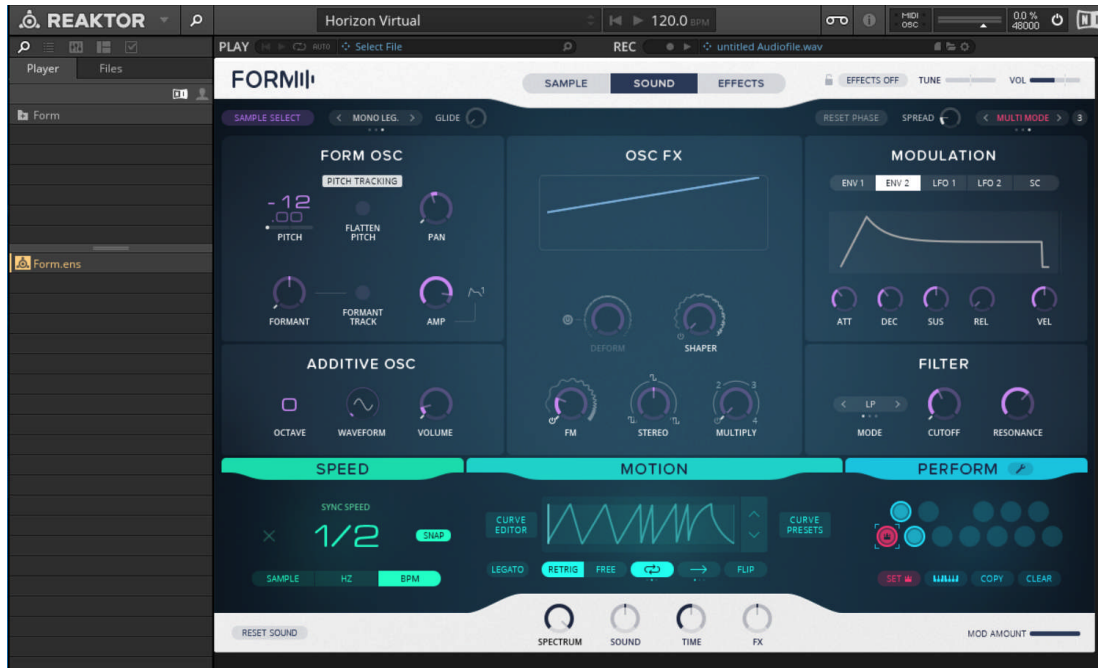 REAKTOR
Horizon Virtual
120.0 BPM
MIDI
OSC
0.0 %
48000
PLAY
AUTO
Select File
REC
untitled Audiofile.wav
Player
Files
Form
Form.ens
FORM
SAMPLE
SOUND
EFFECTS
EFFECTS OFF
TUNE
VOL
SAMPLE SELECT
< MONO LEG. >
GLIDE
RESET PHASE
SPREAD
< MULTI MODE >
3
FORM OSC
PITCH TRACKING
-12
.00
PITCH
FLATTEN
PITCH
PAN
FORMANT
FORMANT
TRACK
AMP
1
ADDITIVE OSC
OCTAVE
WAVEFORM
VOLUME
OSC FX
DEFORM
SHAPER
FM
STEREO
2
3
4
MULTIPLY
MODULATION
ENV 1
ENV 2
LFO 1
LFO 2
SC
ATT
DEC
SUS
REL
VEL
FILTER
< LP >
MODE
CUTOFF
RESONANCE
SPEED
SYNC SPEED
1/2
SNAP
SAMPLE
HZ
BPM
MOTION
CURVE
EDITOR
CURVE
PRESETS
LEGATO
RETRIG
FREE
FLIP
PERFORM
SET
COPY
CLEAR
RESET SOUND
SPECTRUM
SOUND
TIME
FX
MOD AMOUNT